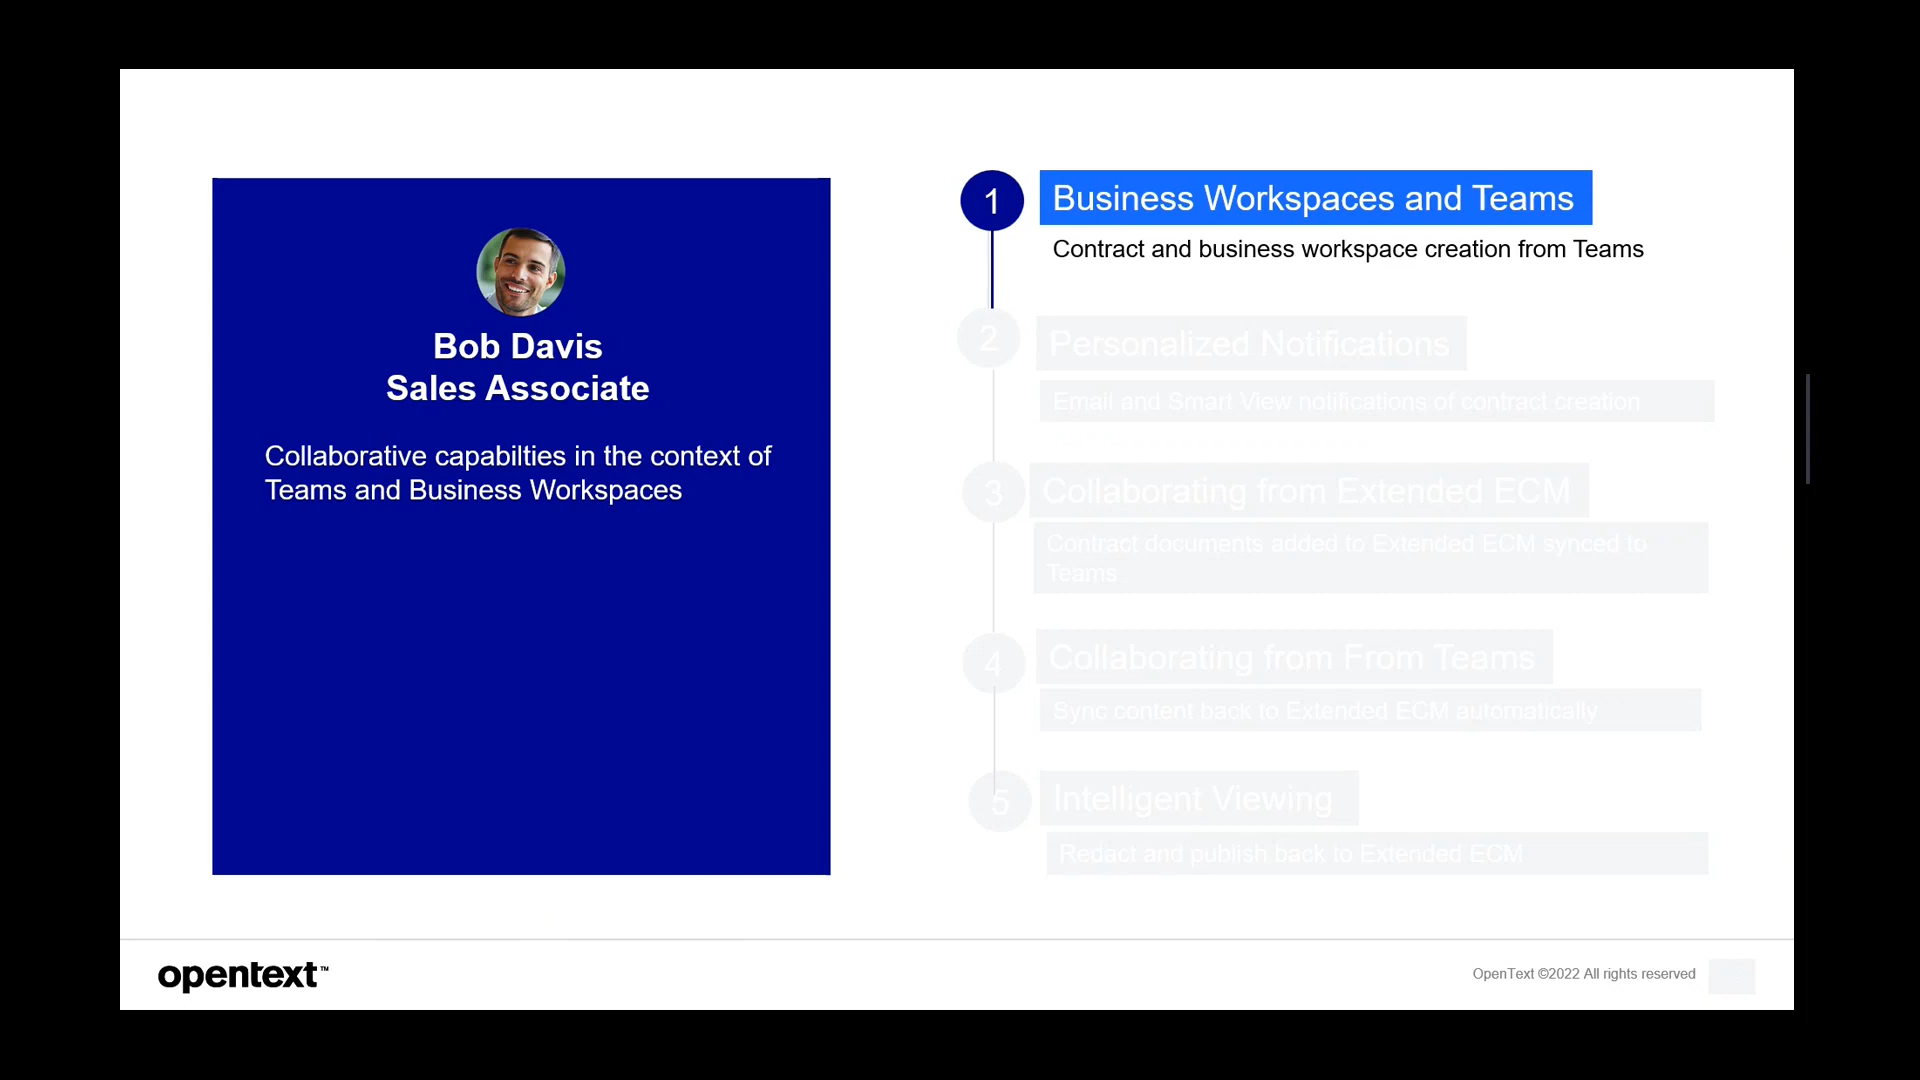 Bob Davis
Sales Associate
Collaborative capabilties in the context of
Teams and Business Workspaces
1
Business Workspaces and Teams
Contract and business workspace creation from Teams
2
Personalized Notifications
Email and Smart View notifications of contract creation
3
Collaborating from Extended ECM
Contract documents added to Extended ECM synced to
Teams.
4
Collaborating from From Teams
Sync content back to Extended ECM automatically
5
Intelligent Viewing
Redact and publish back to Extended ECM
opentext™
OpenText ©2022 All rights reserved